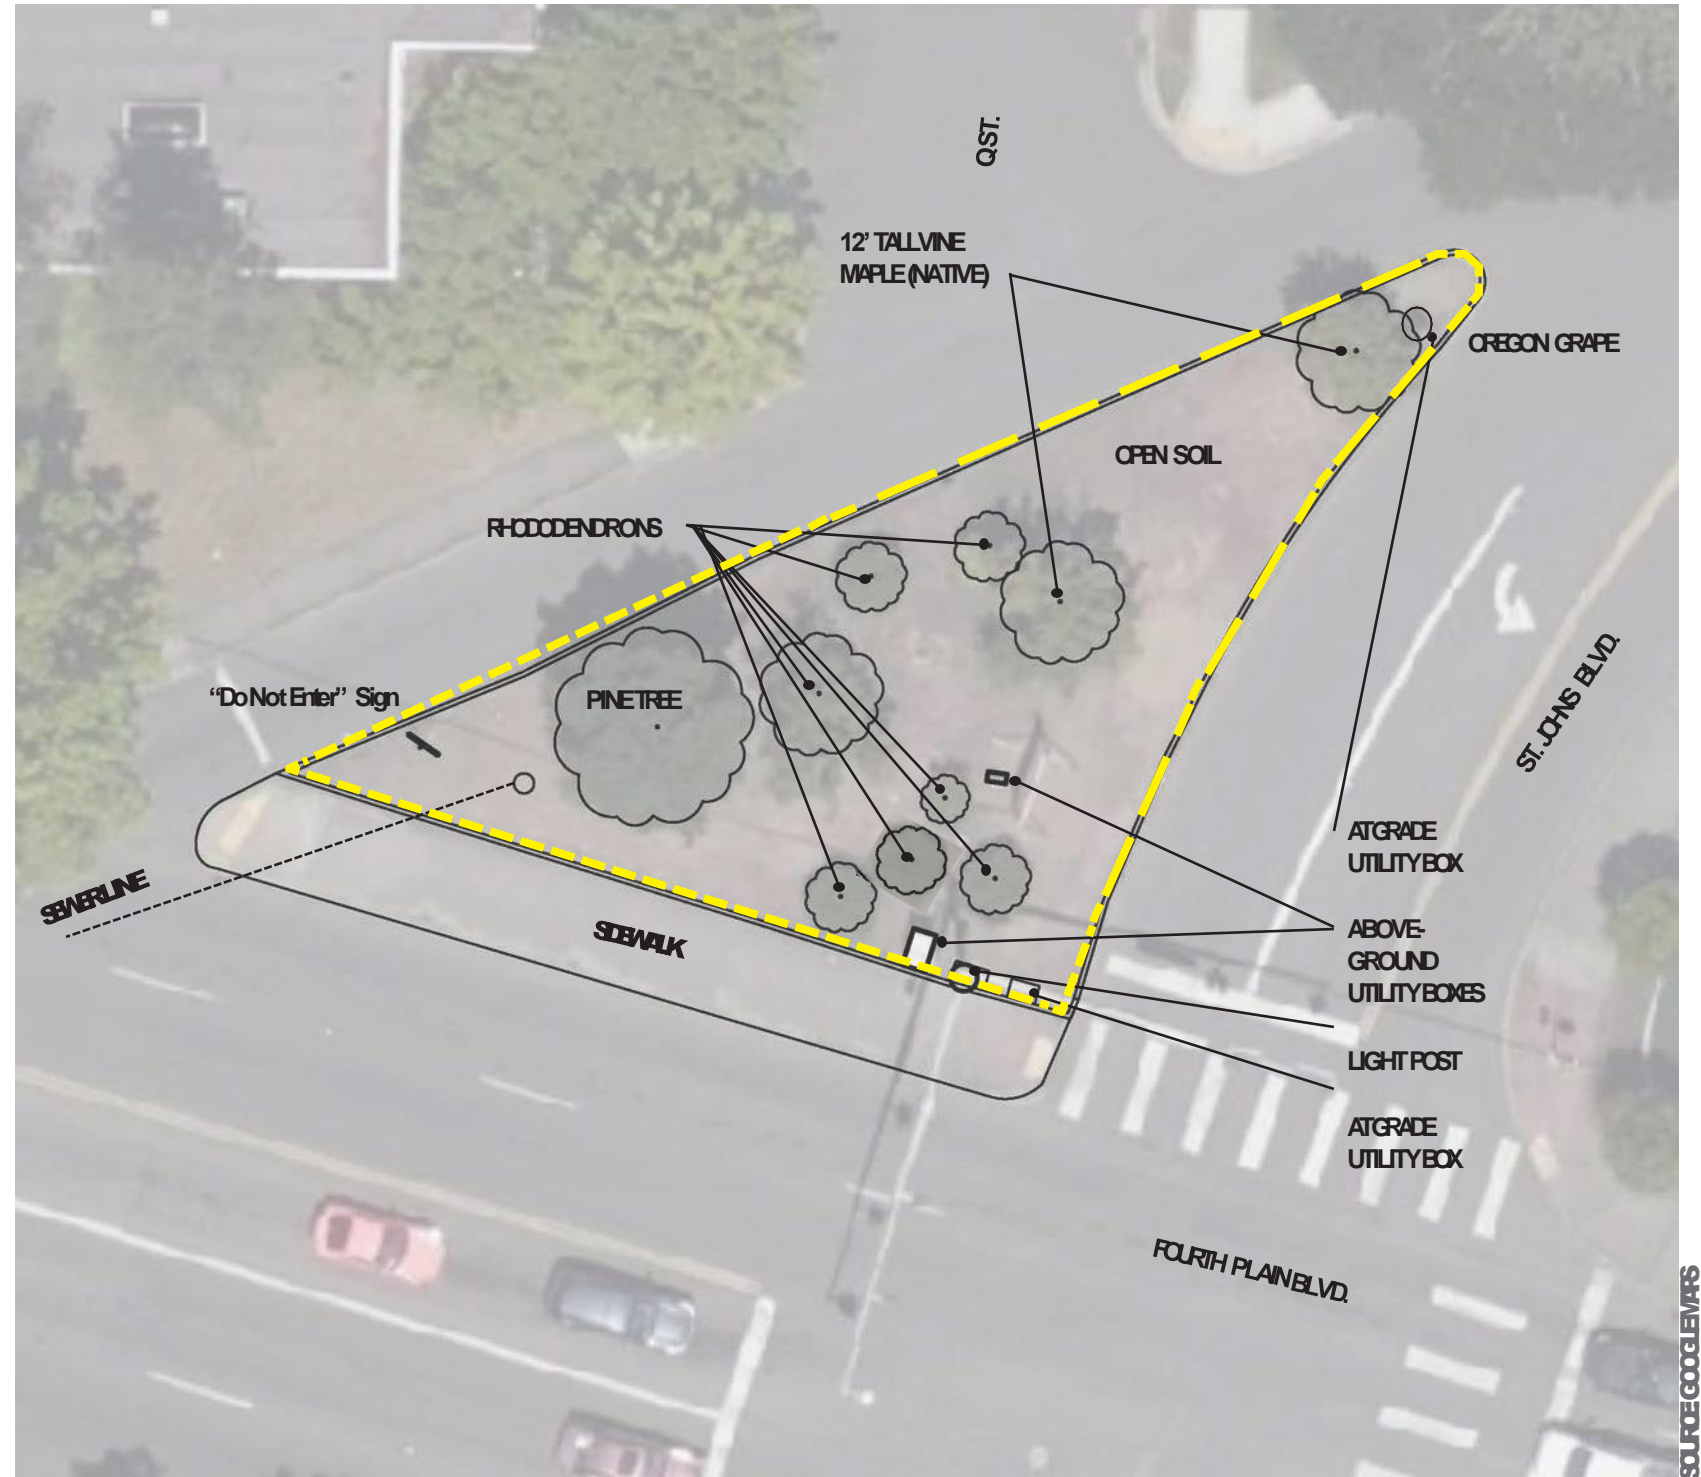 Q ST.
12' TALL VINE
MAPLE (NATIVE)
OREGON GRAPE
OPEN SOIL
RHODODENDRONS
"Do Not Enter" Sign
PINE TREE
ST. JOHNS BLVD.
AT GRADE
UTILITY BOX
SEWER LINE
SIDEWALK
ABOVE-
GROUND
UTILITY BOXES
LIGHT POST
AT GRADE
UTILITY BOX
FOURTH PLAIN BLVD.
SOURCE GOOGLE MAPS